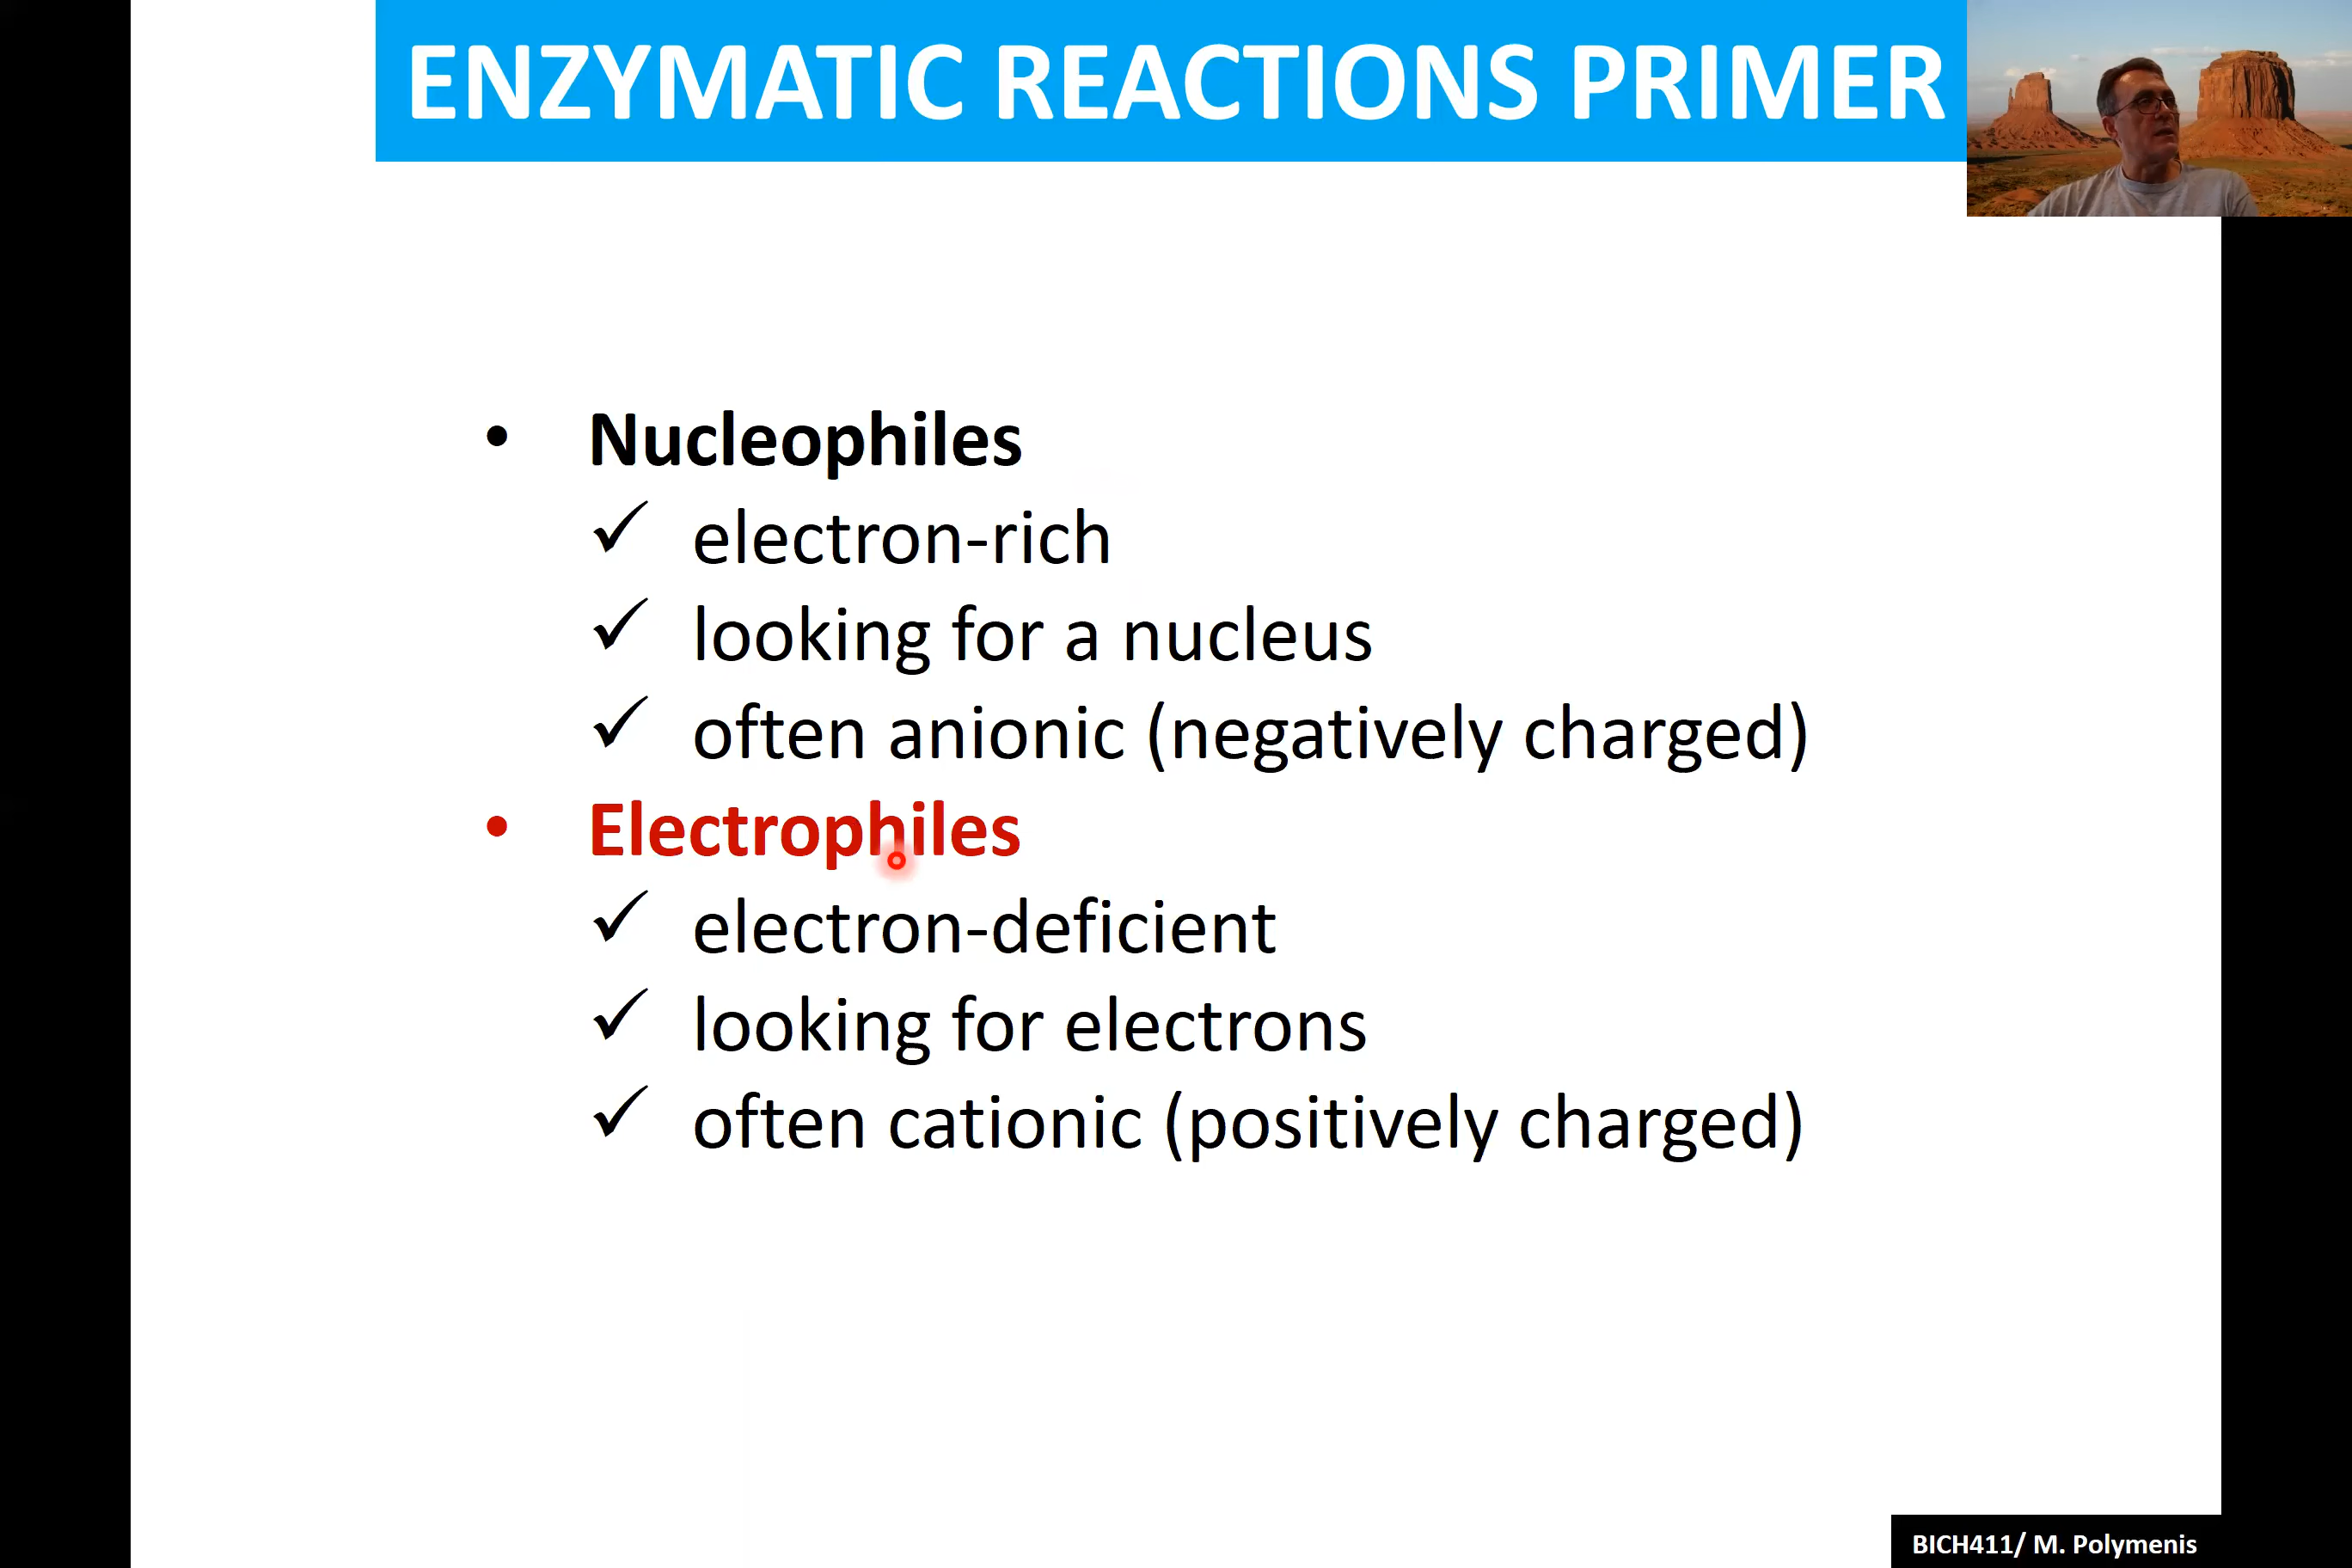 ENZYMATIC REACTIONS PRIMER
• Nucleophiles
✓ electron-rich
✓ looking for a nucleus
✓ often anionic (negatively charged)
• Electrophiles
✓ electron-deficient
✓ looking for electrons
✓ often cationic (positively charged)
BICH411/ M. Polymenis